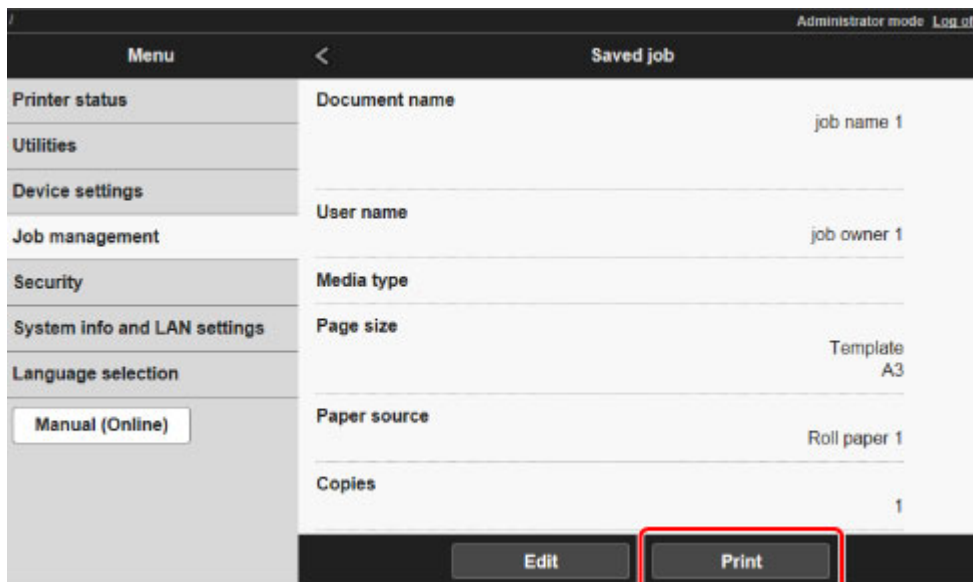 /
Administrator mode Log of
Menu
<
Saved job
Printer status
Utilities
Device settings
Job management
Security
System info and LAN settings
Language selection
Manual (Online)
Document name
job name 1
User name
job owner 1
Media type
Page size
Template
A3
Paper source
Roll paper 1
Copies
1
Edit
Print